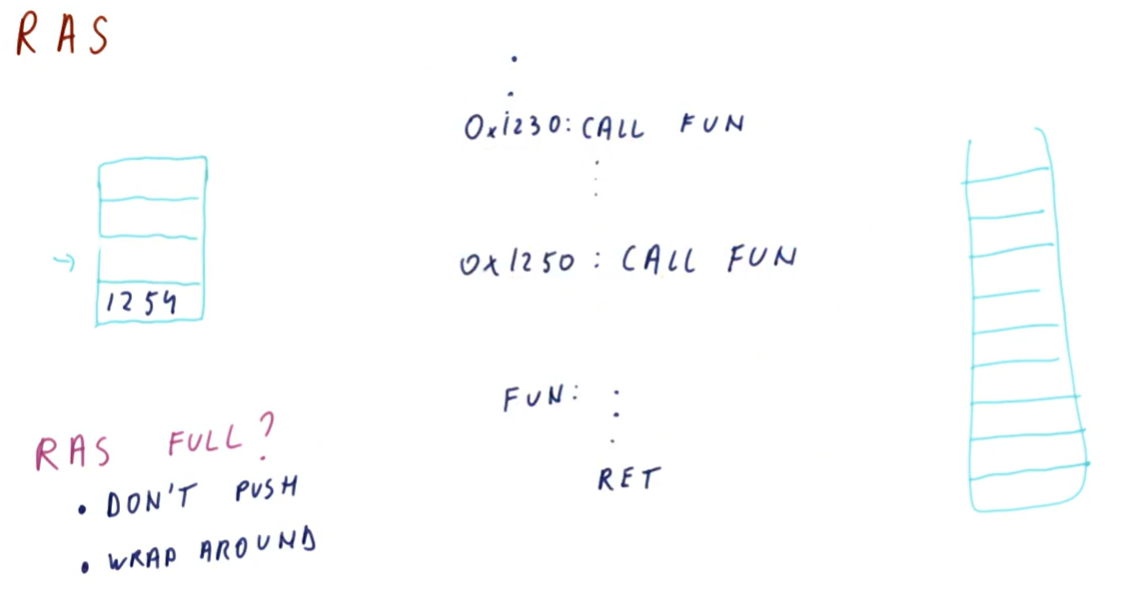 RAS
0x1230: CALL FUN
0x1250: CALL FUN
1254
FUN:
RET
RAS FULL?
• DON'T PUSH
• WRAP AROUND